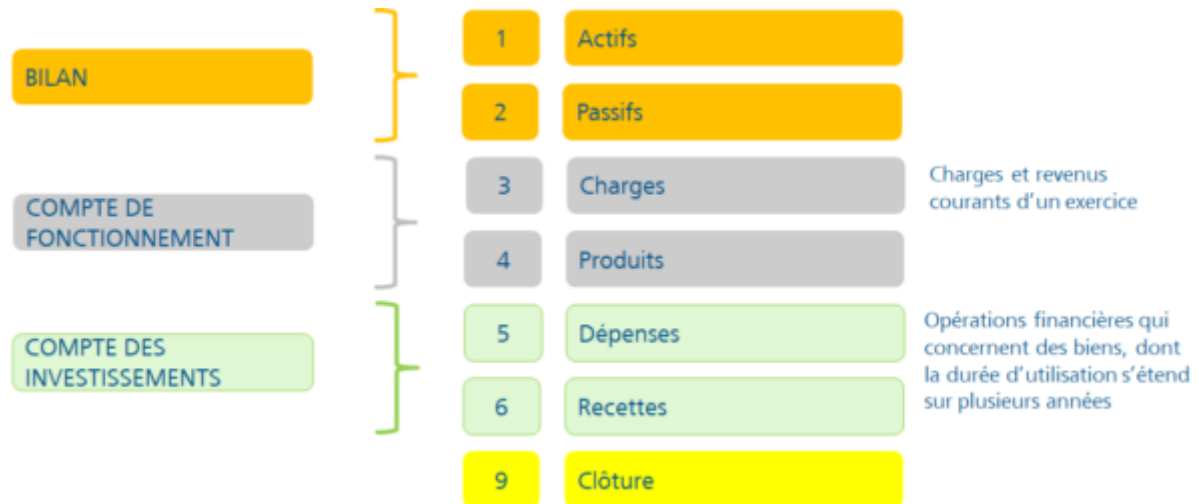 BILAN
1 Actifs
2 Passifs
COMPTE DE
FONCTIONNEMENT
3 Charges
4 Produits
Charges et revenus
courants d'un exercice
COMPTE DES
INVESTISSEMENTS
5 Dépenses
6 Recettes
Opérations financières qui
concernent des biens, dont
la durée d'utilisation s'étend
sur plusieurs années
9 Clôture